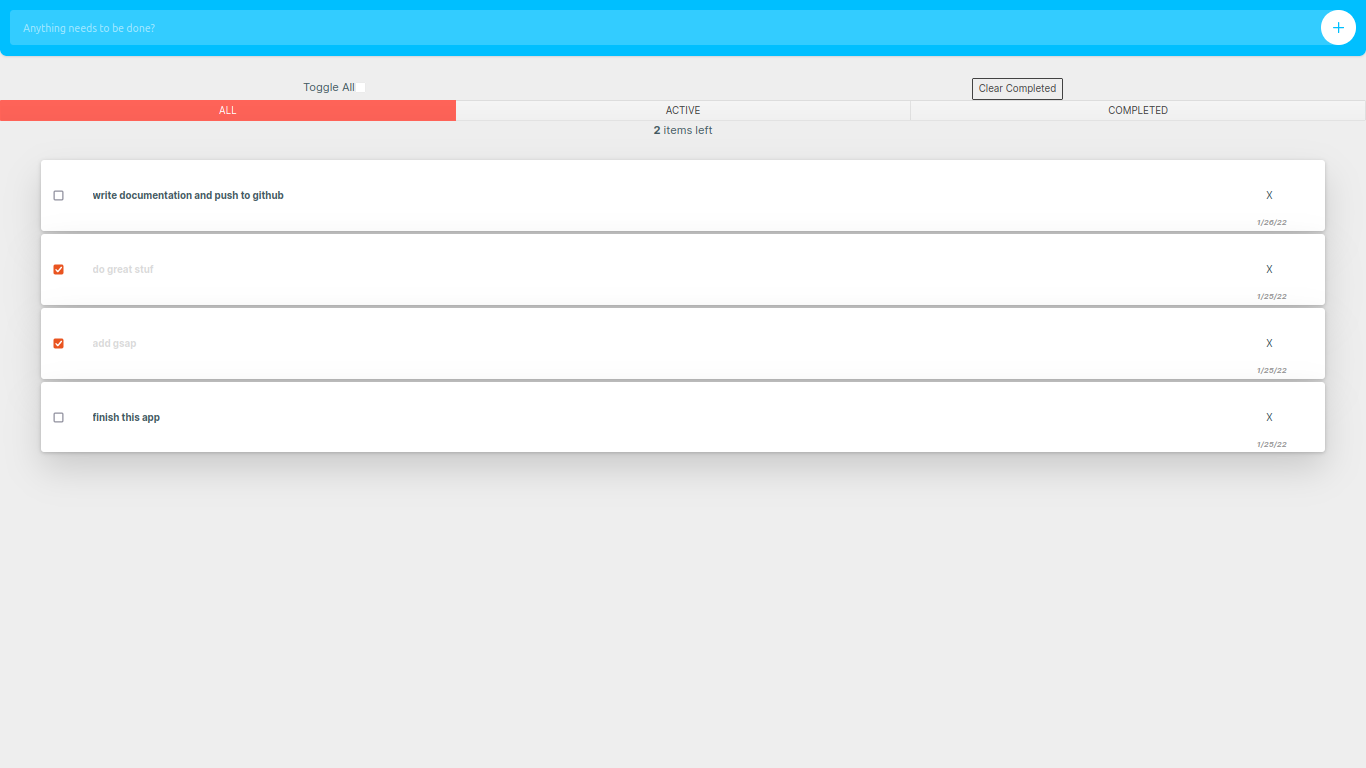 Anything needs to be done?
+
Toggle All
Clear Completed
ALL
ACTIVE
COMPLETED
2 items left
write documentation and push to github
X
1/26/22
do great stuf
X
1/25/22
add gsap
X
1/25/22
finish this app
X
1/25/22